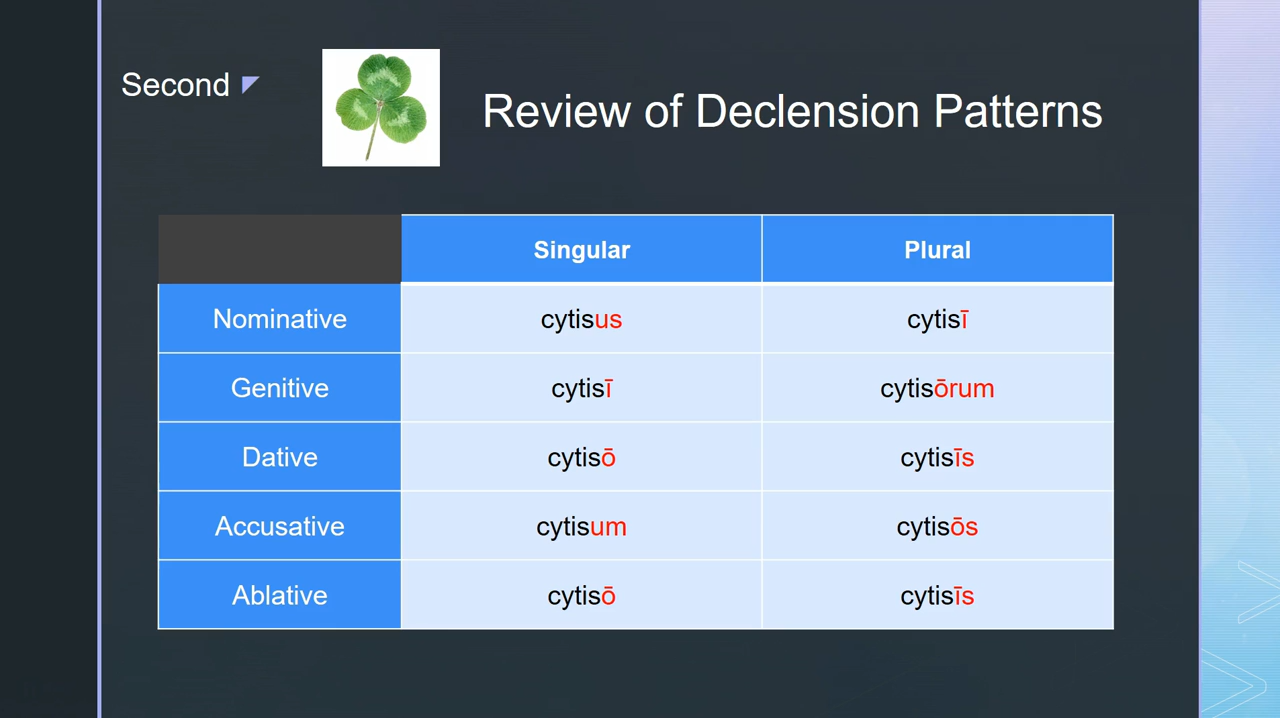 Second
Review of Declension Patterns
Singular Plural
Nominative cytisus cytisī
Genitive cytisī cytisōrum
Dative cytisō cytisīs
Accusative cytisum cytisōs
Ablative cytisō cytisīs